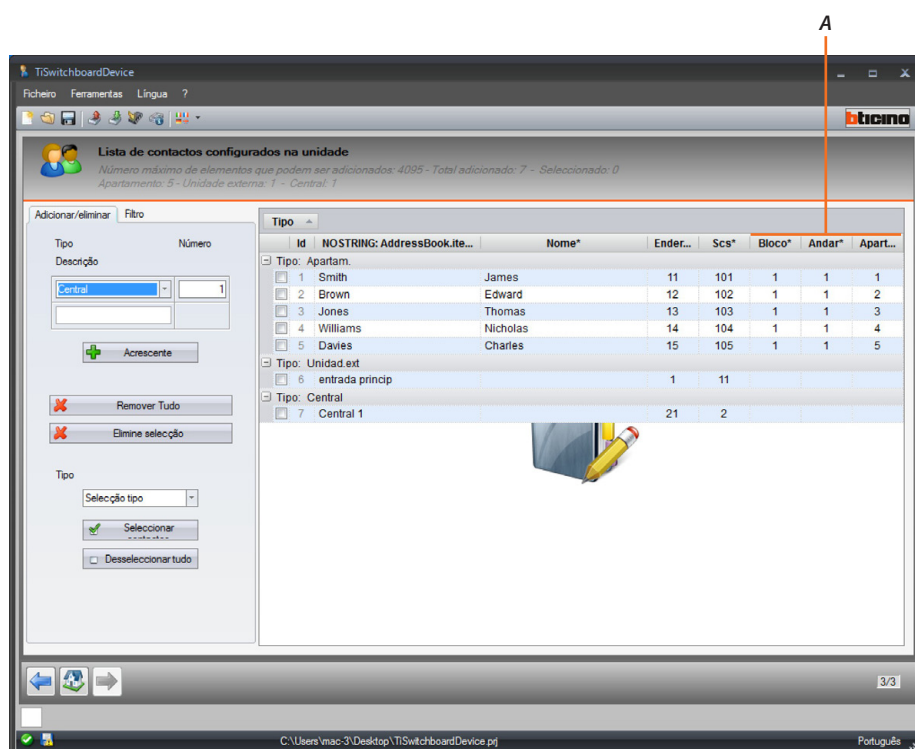 A
TiSwitchboardDevice
Ficheiro Ferramentas Língua ?
bticino
Lista de contactos configurados na unidade
Número máximo de elementos que podem ser adicionados: 4095 - Total adicionado: 7 - Seleccionado: 0
Apartamento: 5 - Unidade externa: 1 - Central: 1
Adicionar/eliminar Filtro
Tipo Número
Descrição
Central 1
Acrescente
Remover Tudo
Elimine selecção
Tipo
Selecção tipo
Seleccionar
Desseleccionar tudo
Tipo
Id NOSTRING: AddressBook.ite... Nome* Ender... Scs* Bloco* Andar* Apart...
Tipo: Apartam.
1 Smith James 11 101 1 1 1
2 Brown Edward 12 102 1 1 2
3 Jones Thomas 13 103 1 1 3
4 Williams Nicholas 14 104 1 1 4
5 Davies Charles 15 105 1 1 5
Tipo: Unidad.ext
6 entrada princip 1 11
Tipo: Central
7 Central 1 21 2
3/3
C:\Users\mac-3\Desktop\TiSwitchboardDevice.prj Português